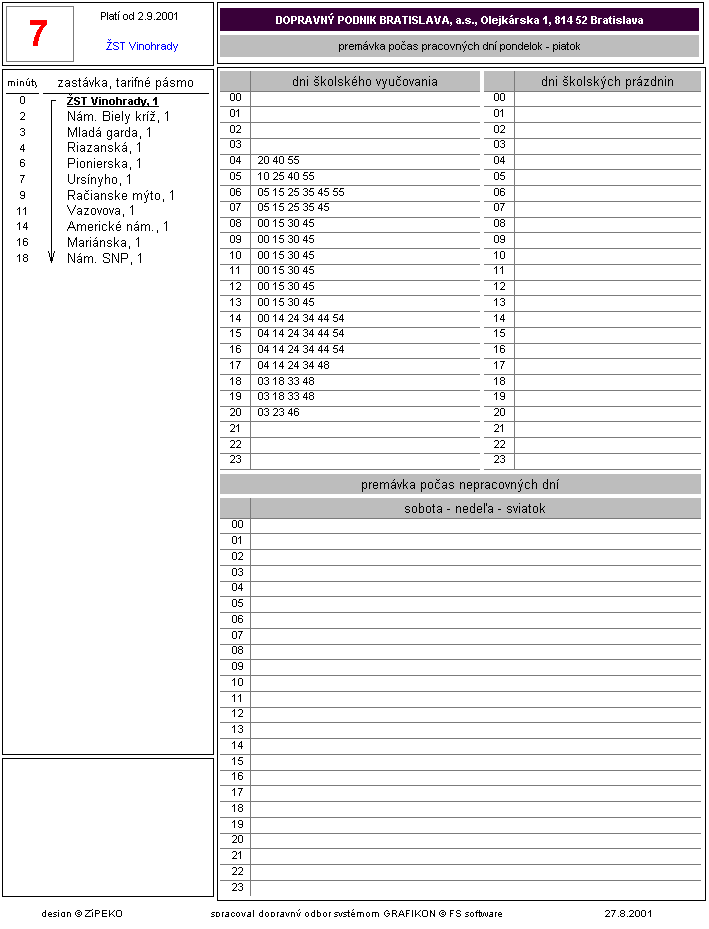 7
Platí od 2.9.2001
ŽST Vinohrady
DOPRAVNÝ PODNIK BRATISLAVA, a.s., Olejkárska 1, 814 52 Bratislava
premávka počas pracovných dní pondelok - piatok
minúty zastávka, tarifné pásmo
0 ŽST Vinohrady, 1
2 Nám. Biely kríž, 1
3 Mladá garda, 1
4 Riazanská, 1
6 Pionierska, 1
7 Ursínyho, 1
9 Račianske mýto, 1
11 Vazovova, 1
14 Americké nám., 1
16 Mariánska, 1
18 Nám. SNP, 1
dni školského vyučovania
00
01
02
03
04 20 40 55
05 10 25 40 55
06 05 15 25 35 45 55
07 05 15 25 35 45
08 00 15 30 45
09 00 15 30 45
10 00 15 30 45
11 00 15 30 45
12 00 15 30 45
13 00 15 30 45
14 00 14 24 34 44 54
15 04 14 24 34 44 54
16 04 14 24 34 44 54
17 04 14 24 34 48
18 03 18 33 48
19 03 18 33 48
20 03 23 46
21
22
23
dni školských prázdnin
00
01
02
03
04
05
06
07
08
09
10
11
12
13
14
15
16
17
18
19
20
21
22
23
premávka počas nepracovných dní
sobota - nedeľa - sviatok
00
01
02
03
04
05
06
07
08
09
10
11
12
13
14
15
16
17
18
19
20
21
22
23
design © ZiPEKO
spracoval dopravný odbor systémom GRAFIKON © FS software
27.8.2001